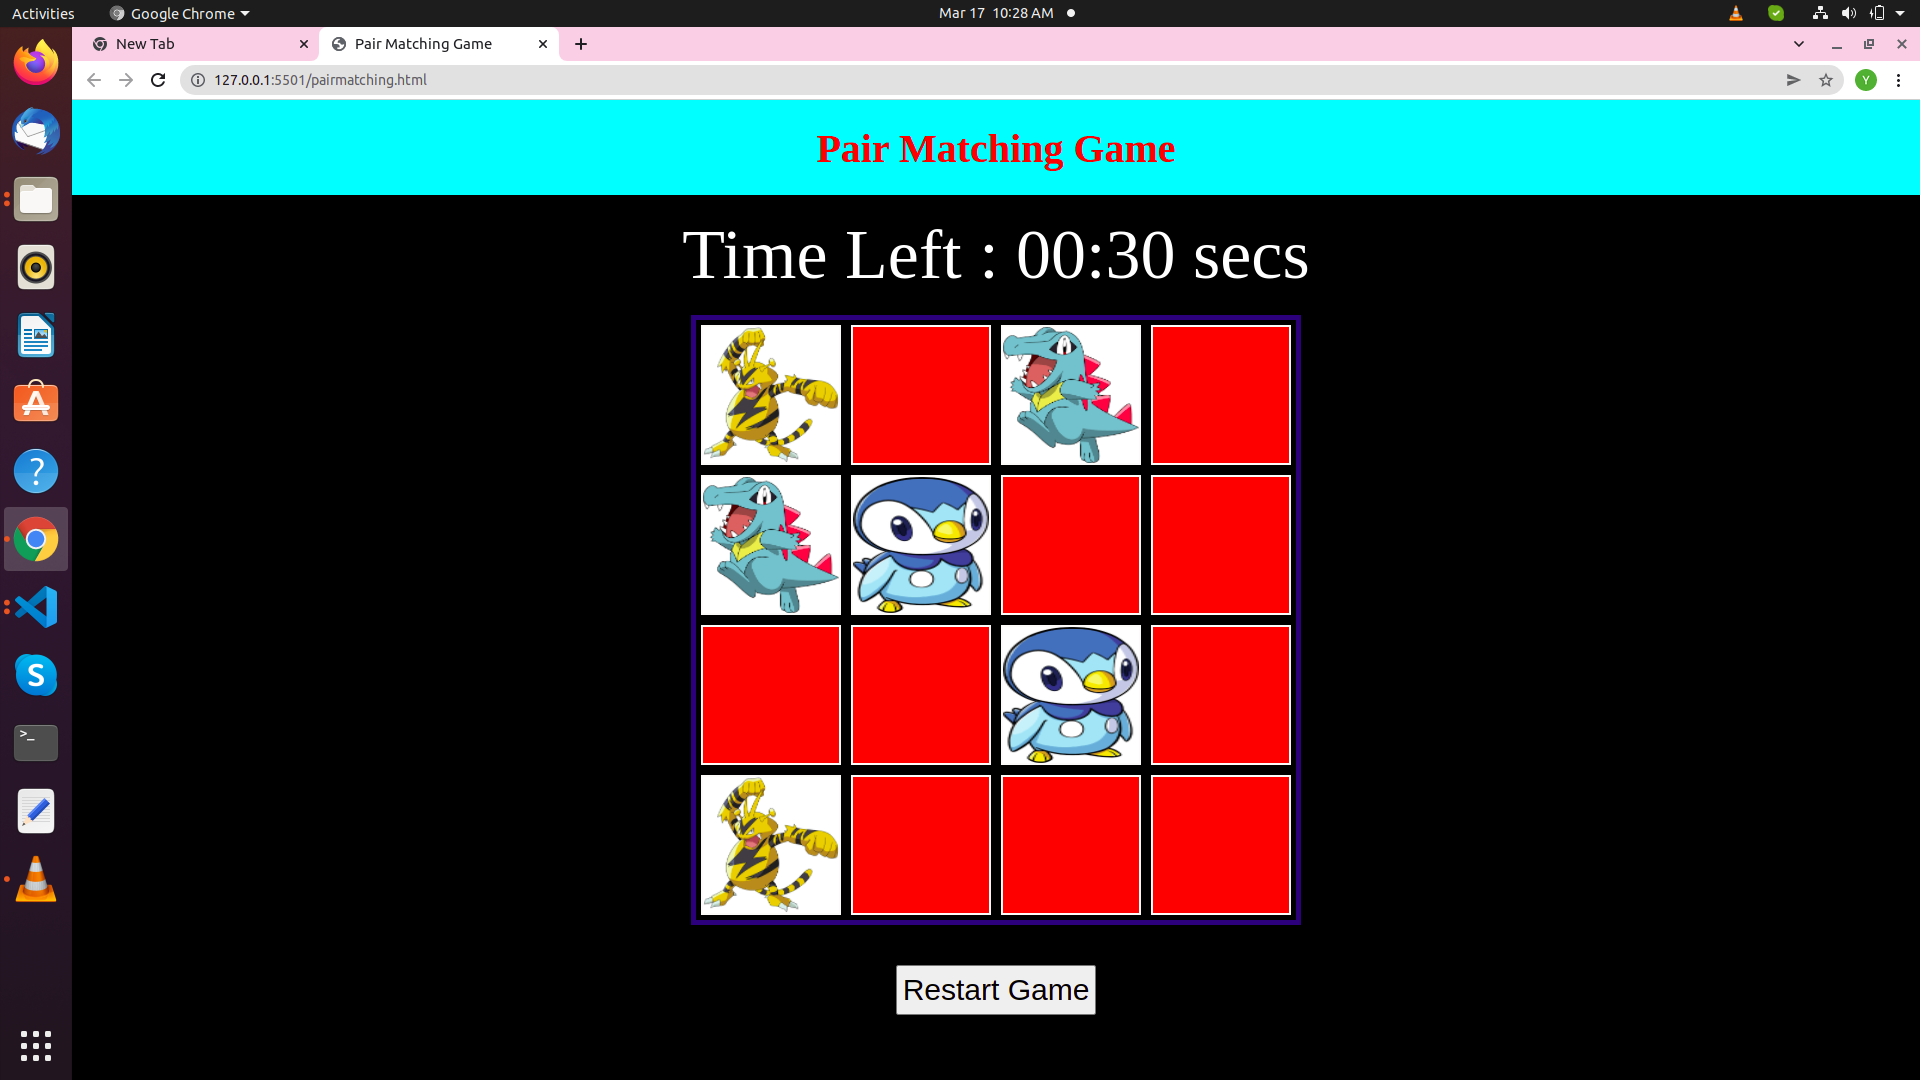 Activities
Google Chrome
Mar 17 10:28 AM
New Tab
Pair Matching Game
127.0.0.1:5501/pairmatching.html
Y
Pair Matching Game
Time Left : 00:30 secs
?
S
>_
Restart Game